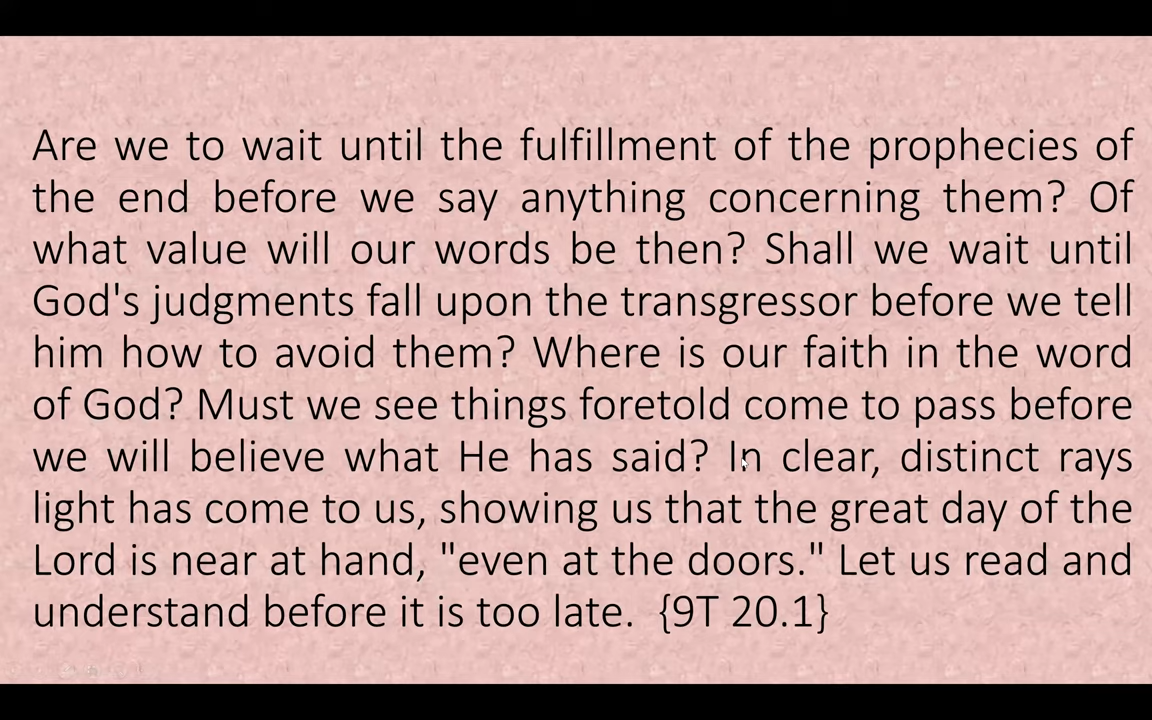 Are we to wait until the fulfillment of the prophecies of
the end before we say anything concerning them? Of
what value will our words be then? Shall we wait until
God's judgments fall upon the transgressor before we tell
him how to avoid them? Where is our faith in the word
of God? Must we see things foretold come to pass before
we will believe what He has said? In clear, distinct rays
light has come to us, showing us that the great day of the
Lord is near at hand, "even at the doors." Let us read and
understand before it is too late.  {9T 20.1}